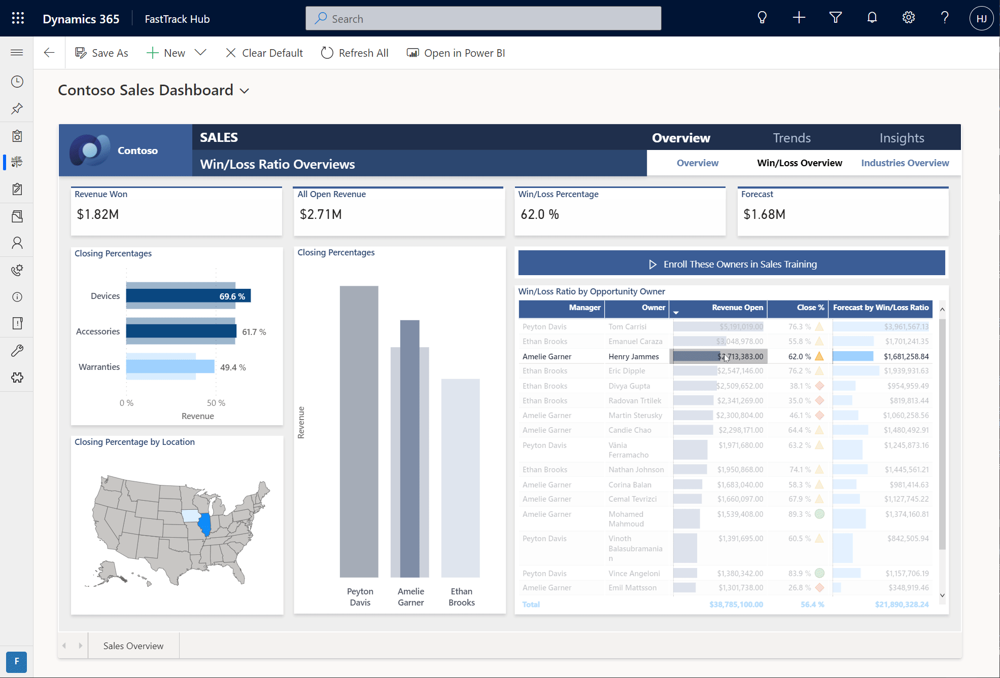 Dynamics 365
FastTrack Hub
Search
HJ
Save As
New
Clear Default
Refresh All
Open in Power BI
Contoso Sales Dashboard
Contoso
SALES
Overview
Trends
Insights
Win/Loss Ratio Overviews
Overview
Win/Loss Overview
Industries Overview
Revenue Won
$1.82M
All Open Revenue
$2.71M
Win/Loss Percentage
62.0 %
Forecast
$1.68M
Closing Percentages
Devices
69.6 %
Accessories
61.7 %
Warranties
49.4 %
0 %
50 %
Revenue
Closing Percentage by Location
Closing Percentages
Revenue
Peyton
Davis
Amelie
Garner
Ethan
Brooks
Enroll These Owners in Sales Training
Win/Loss Ratio by Opportunity Owner
Manager Owner Revenue Open Close % Forecast by Win/Loss Ratio
Peyton Davis Tom Carrisi $5,191,019.00 76.3 % $3,961,567.13
Ethan Brooks Emanuel Caraza $3,048,978.00 55.8 % $1,701,241.35
Amelie Garner Henry Jammes $2,713,383.00 62.0 % $1,681,258.84
Ethan Brooks Eric Dipple $2,547,146.00 76.2 % $1,939,931.63
Ethan Brooks Divya Gupta $2,509,652.00 38.1 % $954,959.49
Ethan Brooks Radovan Trtilek $2,341,269.00 35.0 % $819,813.44
Amelie Garner Martin Sterusky $2,300,804.00 46.1 % $1,060,258.56
Amelie Garner Candie Chao $2,298,171.00 64.4 % $1,480,492.91
Peyton Davis Vânia $1,971,680.00 63.2 % $1,245,873.16
Ferramacho
Ethan Brooks Nathan Johnson $1,950,868.00 74.1 % $1,445,561.21
Amelie Garner Corina Balan $1,683,040.00 58.3 % $981,414.63
Amelie Garner Cemal Tevrizci $1,660,097.00 67.9 % $1,127,745.22
Amelie Garner Mohamed $1,539,408.00 89.3 % $1,374,160.81
Mahmoud
Peyton Davis Vinoth $1,391,695.00 60.5 % $842,505.94
Balasubramania
n
Peyton Davis Vince Angeloni $1,380,342.00 83.9 % $1,157,706.19
Amelie Garner Emil Mattsson $1,301,738.00 26.8 % $348,919.46
Total $38,785,100.00 56.4 % $21,890,328.24
Sales Overview
F